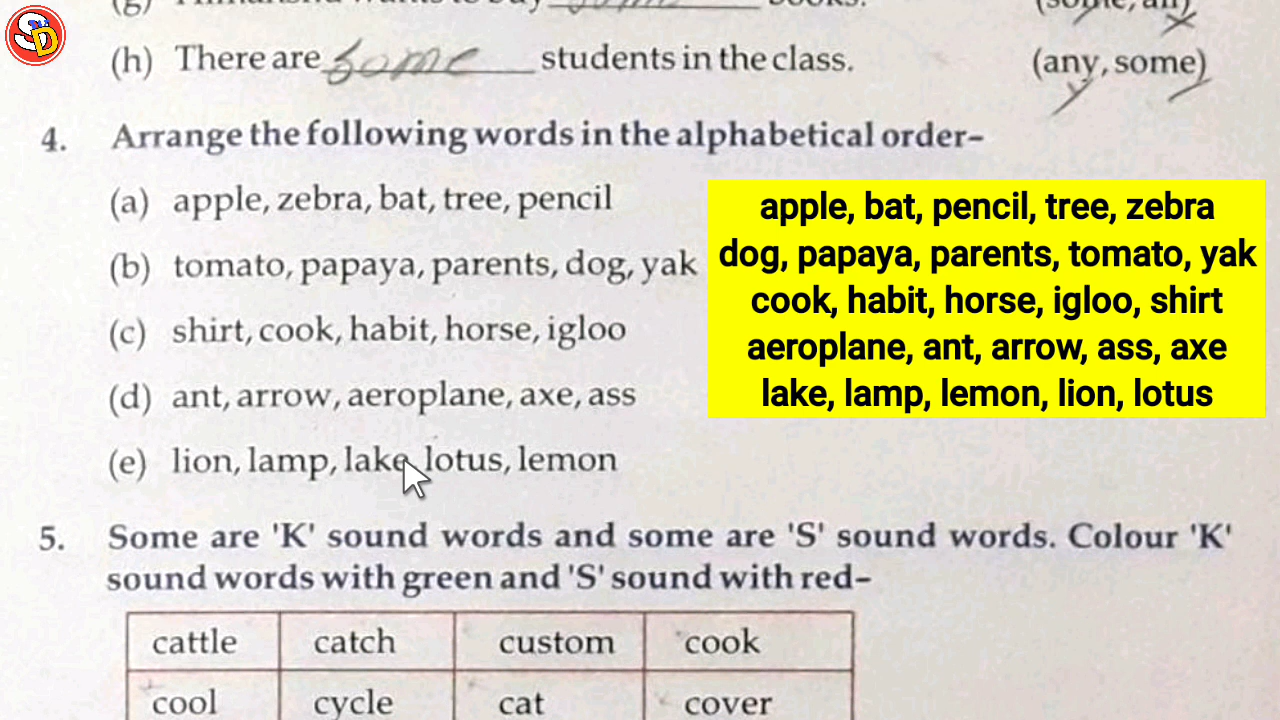 (h) There are some students in the class. (any, some)
4. Arrange the following words in the alphabetical order-
(a) apple, zebra, bat, tree, pencil
(b) tomato, papaya, parents, dog, yak
(c) shirt, cook, habit, horse, igloo
(d) ant, arrow, aeroplane, axe, ass
(e) lion, lamp, lake, lotus, lemon
apple, bat, pencil, tree, zebra
dog, papaya, parents, tomato, yak
cook, habit, horse, igloo, shirt
aeroplane, ant, arrow, ass, axe
lake, lamp, lemon, lion, lotus
5. Some are 'K' sound words and some are 'S' sound words. Colour 'K'
sound words with green and 'S' sound with red-
cattle catch custom cook
cool cycle cat cover